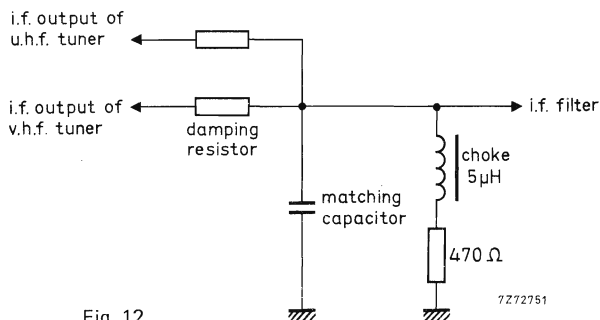 i.f. output of
u.h.f. tuner
i.f. output of
v.h.f. tuner
damping
resistor
i.f. filter
choke
5µH
matching
capacitor
470 Ω
7Z72751
Fig. 12